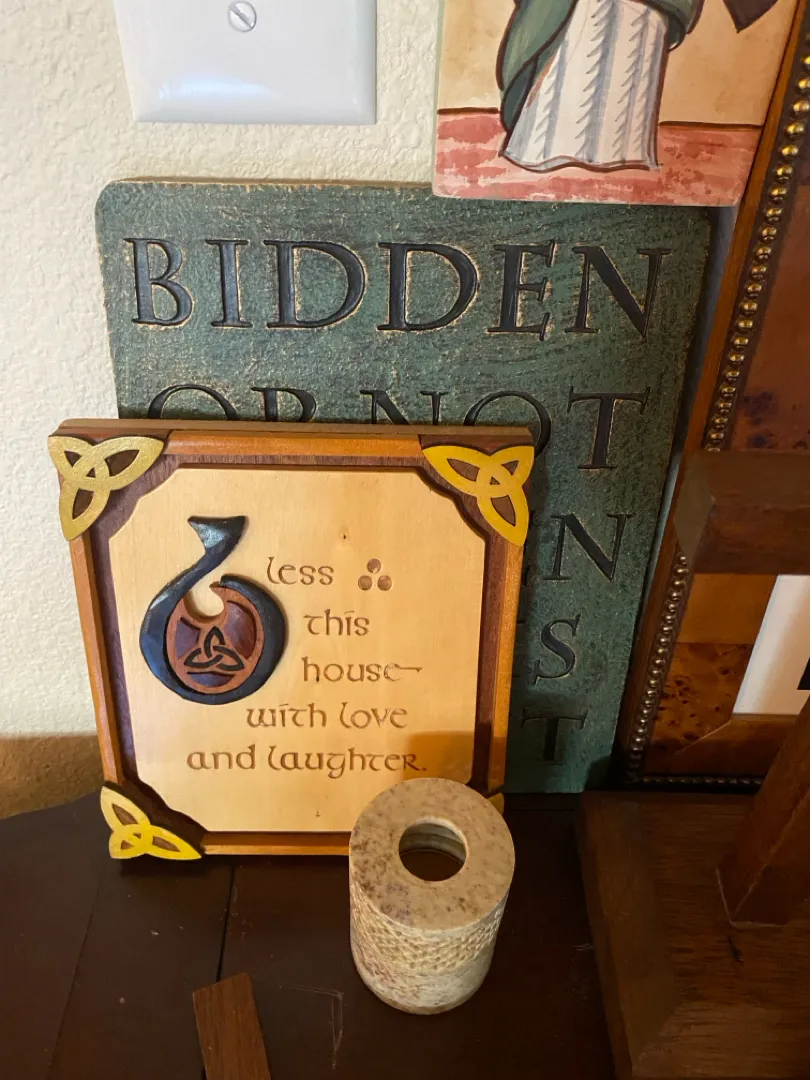 BIDDEN
OR NOT
bless
this
house
with love
and laughter.